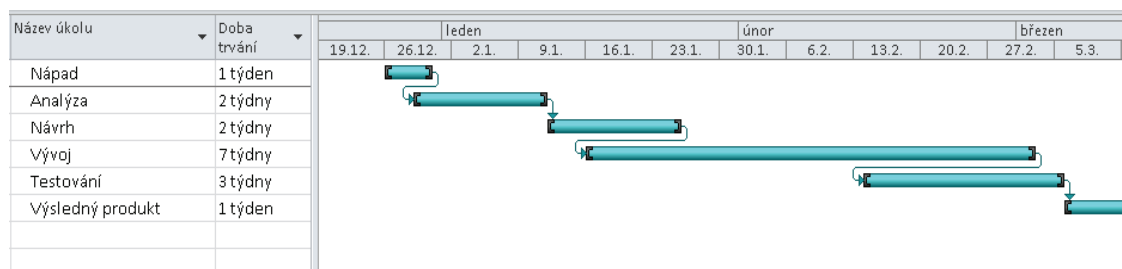 Název úkolu Doba trvání
leden únor březen
19.12. 26.12. 2.1. 9.1. 16.1. 23.1. 30.1. 6.2. 13.2. 20.2. 27.2. 5.3.
Nápad 1 týden
Analýza 2 týdny
Návrh 2 týdny
Vývoj 7 týdny
Testování 3 týdny
Výsledný produkt 1 týden